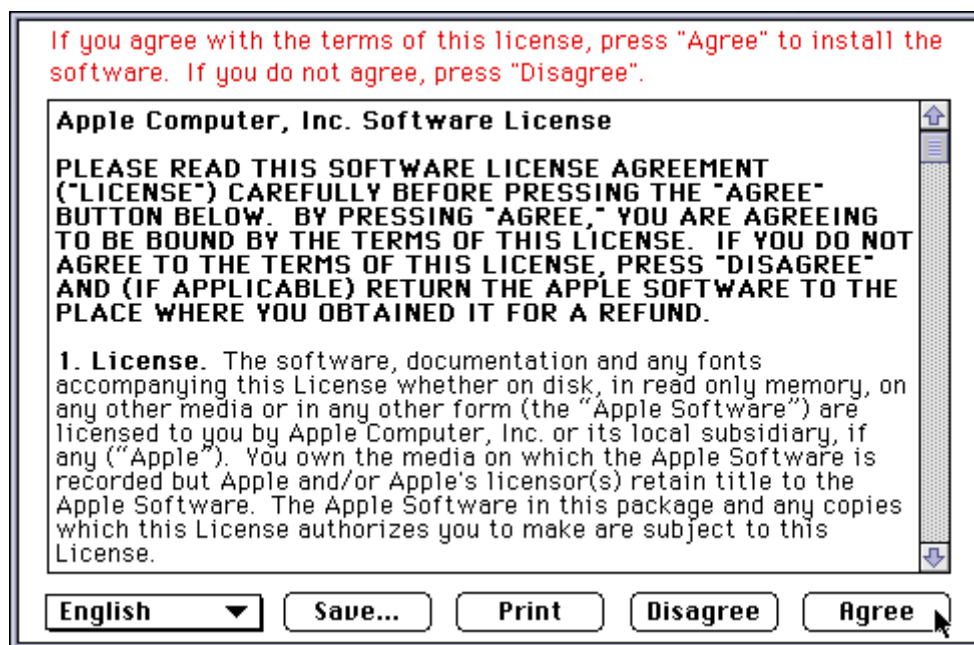 If you agree with the terms of this license, press "Agree" to install the
software.  If you do not agree, press "Disagree".
Apple Computer, Inc. Software License
PLEASE READ THIS SOFTWARE LICENSE AGREEMENT
("LICENSE") CAREFULLY BEFORE PRESSING THE "AGREE"
BUTTON BELOW.  BY PRESSING "AGREE," YOU ARE AGREEING
TO BE BOUND BY THE TERMS OF THIS LICENSE.  IF YOU DO NOT
AGREE TO THE TERMS OF THIS LICENSE, PRESS "DISAGREE"
AND (IF APPLICABLE) RETURN THE APPLE SOFTWARE TO THE
PLACE WHERE YOU OBTAINED IT FOR A REFUND.
1. License.  The software, documentation and any fonts
accompanying this License whether on disk, in read only memory, on
any other media or in any other form (the “Apple Software”) are
licensed to you by Apple Computer, Inc. or its local subsidiary, if
any (“Apple”).  You own the media on which the Apple Software is
recorded but Apple and/or Apple's licensor(s) retain title to the
Apple Software.  The Apple Software in this package and any copies
which this License authorizes you to make are subject to this
License.
English Save... Print Disagree Agree